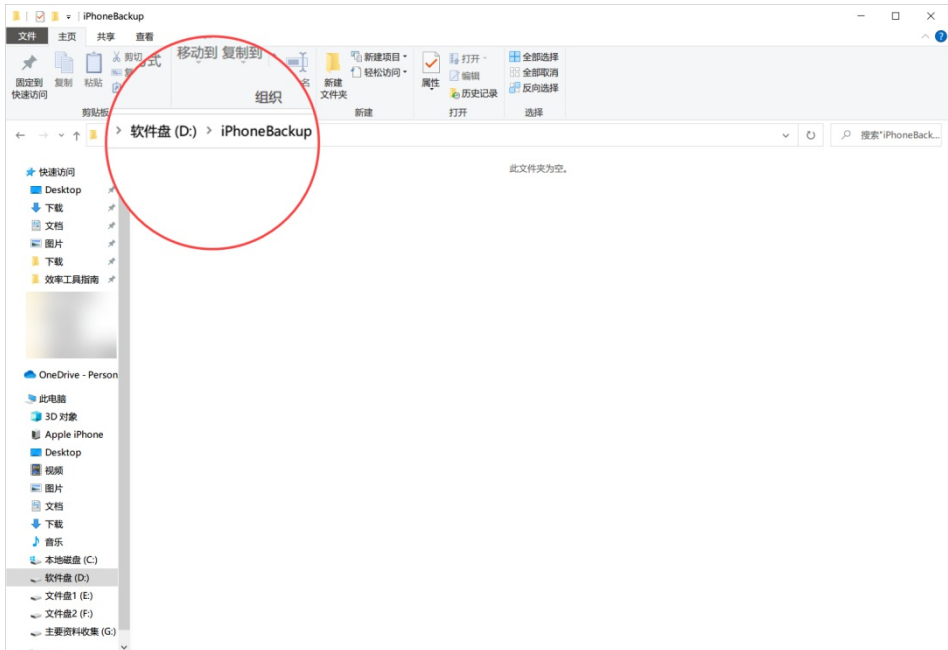 iPhoneBackup
文件 主页 共享 查看
固定到
快速访问
复制
粘贴
剪切
剪贴板
移动到 复制到
组织
新建
文件夹
新建项目
轻松访问
新建
属性
打开
编辑
历史记录
打开
全部选择
全部取消
反向选择
选择
软件盘 (D:) > iPhoneBackup
搜索"iPhoneBack...
此文件夹为空。
快速访问
Desktop
下载
文档
图片
下载
效率工具指南
OneDrive - Person
此电脑
3D 对象
Apple iPhone
Desktop
视频
图片
文档
下载
音乐
本地磁盘 (C:)
软件盘 (D:)
文件盘1 (E:)
文件盘2 (F:)
主要资料收集 (G:)